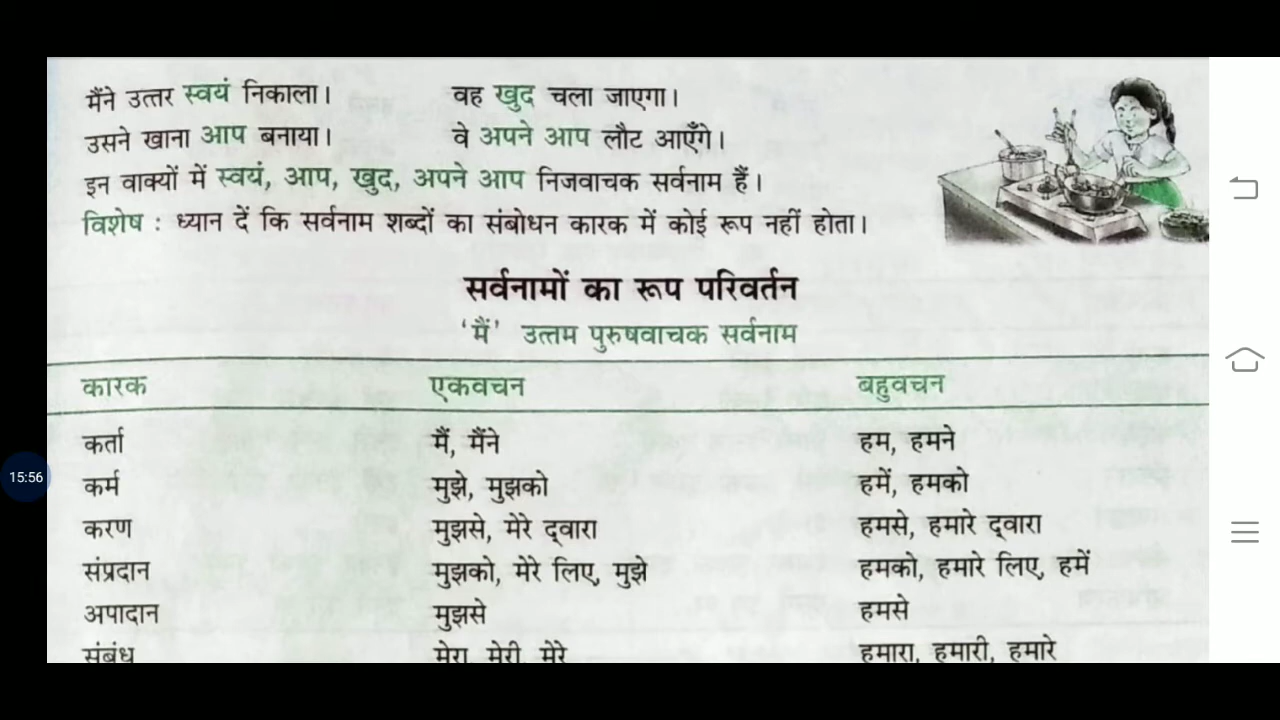 मैंने उत्तर स्वयं निकाला। वह खुद चला जाएगा।
उसने खाना आप बनाया। वे अपने आप लौट आएँगे।
इन वाक्यों में स्वयं, आप, खुद, अपने आप निजवाचक सर्वनाम हैं।
विशेष : ध्यान दें कि सर्वनाम शब्दों का संबोधन कारक में कोई रूप नहीं होता।
सर्वनामों का रूप परिवर्तन
'मैं' उत्तम पुरुषवाचक सर्वनाम
कारक एकवचन बहुवचन
कर्ता मैं, मैंने हम, हमने
कर्म मुझे, मुझको हमें, हमको
करण मुझसे, मेरे द्वारा हमसे, हमारे द्वारा
संप्रदान मुझको, मेरे लिए, मुझे हमको, हमारे लिए, हमें
अपादान मुझसे हमसे
संबंध मेरा, मेरी, मेरे हमारा, हमारी, हमारे
15:56